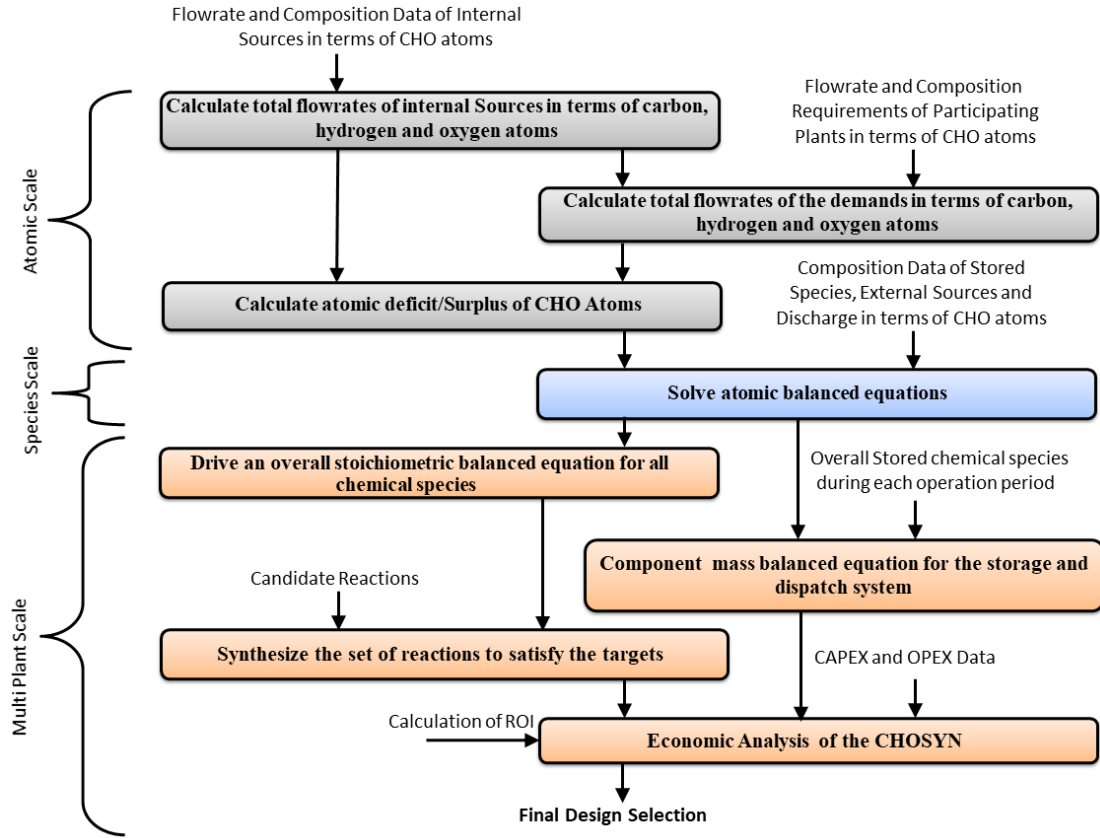 Flowrate and Composition Data of Internal
Sources in terms of CHO atoms
Calculate total flowrates of internal Sources in terms of carbon,
hydrogen and oxygen atoms
Flowrate and Composition
Requirements of Participating
Plants in terms of CHO atoms
Atomic Scale
Calculate total flowrates of the demands in terms of carbon,
hydrogen and oxygen atoms
Calculate atomic deficit/Surplus of CHO Atoms
Composition Data of Stored
Species, External Sources and
Discharge in terms of CHO atoms
Species Scale
Solve atomic balanced equations
Drive an overall stoichiometric balanced equation for all
chemical species
Overall Stored chemical species
during each operation period
Component mass balanced equation for the storage and
dispatch system
Multi Plant Scale
Candidate Reactions
Synthesize the set of reactions to satisfy the targets
CAPEX and OPEX Data
Calculation of ROI
Economic Analysis of the CHOSYN
Final Design Selection